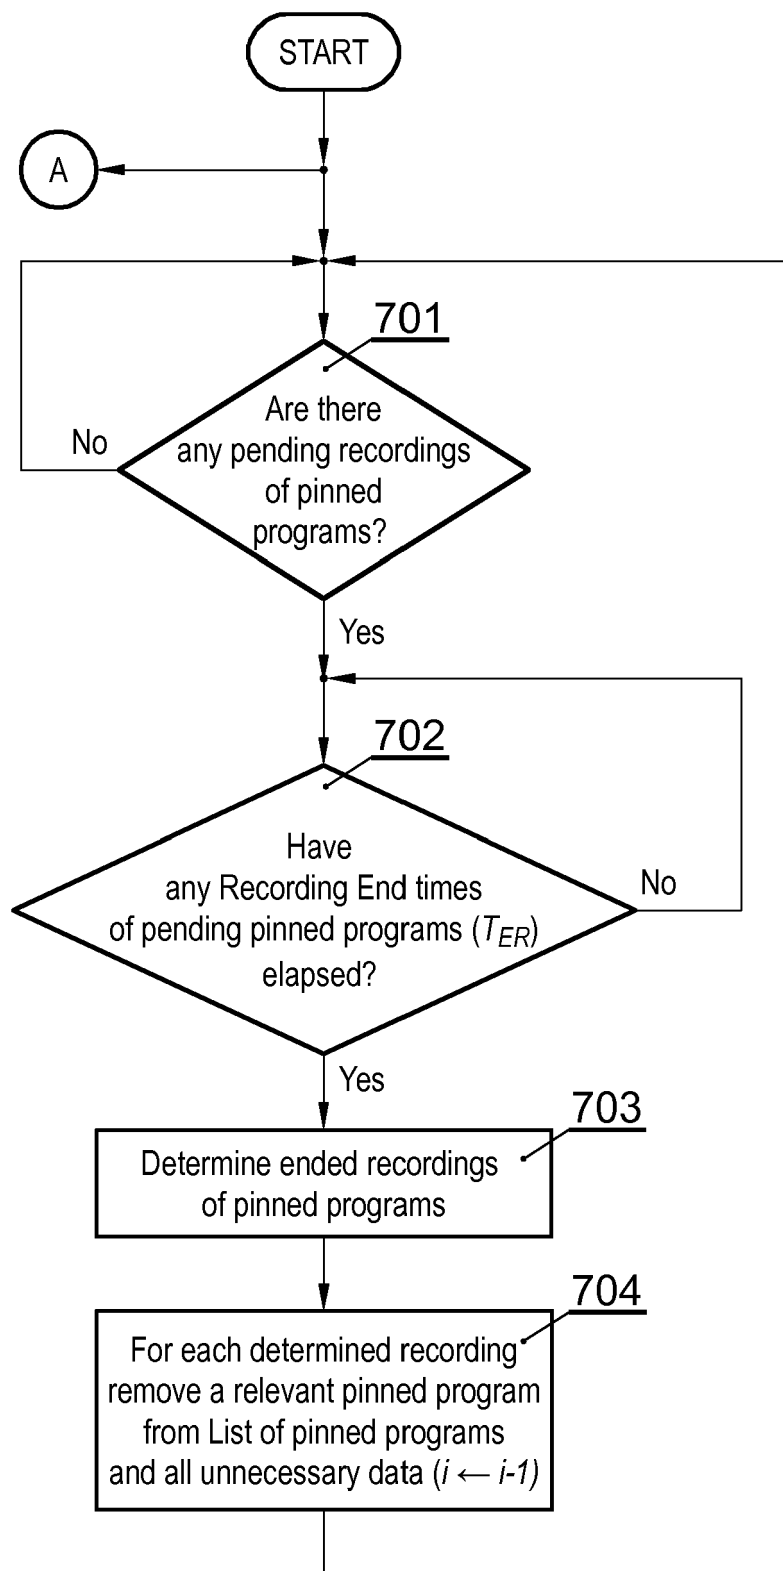 START
A
701
Are there
any pending recordings
of pinned
programs?
No
Yes
702
Have
any Recording End times
of pending pinned programs (T_ER)
elapsed?
No
Yes
703
Determine ended recordings
of pinned programs
704
For each determined recording
remove a relevant pinned program
from List of pinned programs
and all unnecessary data (i ← i-1)